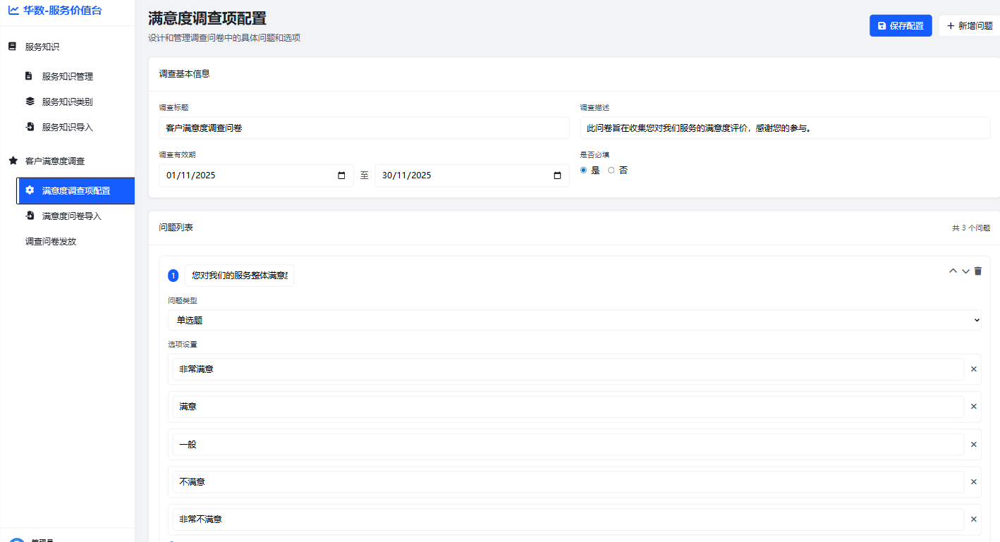 华数-服务价值台
服务知识
服务知识管理
服务知识类别
服务知识导入
客户满意度调查
满意度调查项配置
满意度问卷导入
调查问卷发放
管理员
满意度调查项配置
设计和管理调查问卷中的具体问题和选项
保存配置
新增问题
调查基本信息
调查标题
客户满意度调查问卷
调查描述
此问卷旨在收集您对我们服务的满意度评价，感谢您的参与。
调查有效期
01/11/2025 至 30/11/2025
是否必填
是 否
问题列表
共 3 个问题
1 您对我们的服务整体满意
问题类型
单选题
选项设置
非常满意
满意
一般
不满意
非常不满意